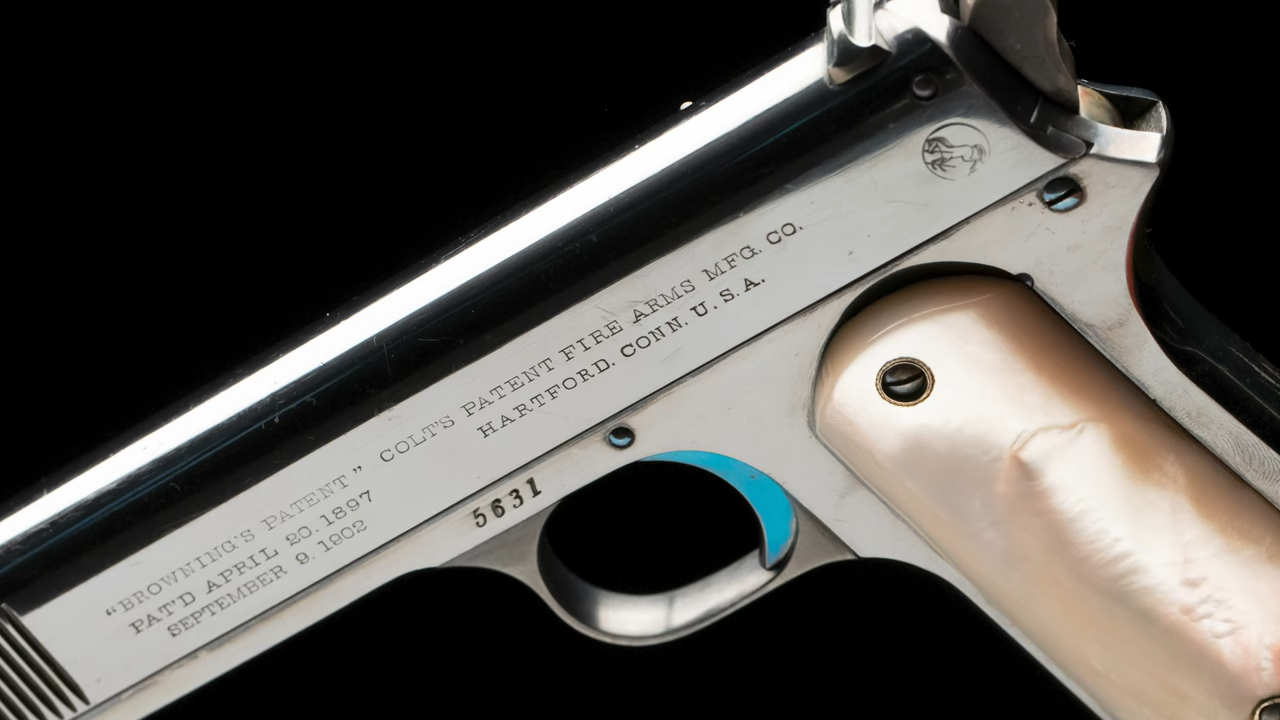 "BROWNING'S PATENT" COLT'S PATENT FIRE ARMS MFG. CO.
PAT'D APRIL 20.1897 HARTFORD. CONN. U.S.A.
SEPTEMBER 9.1902
5631